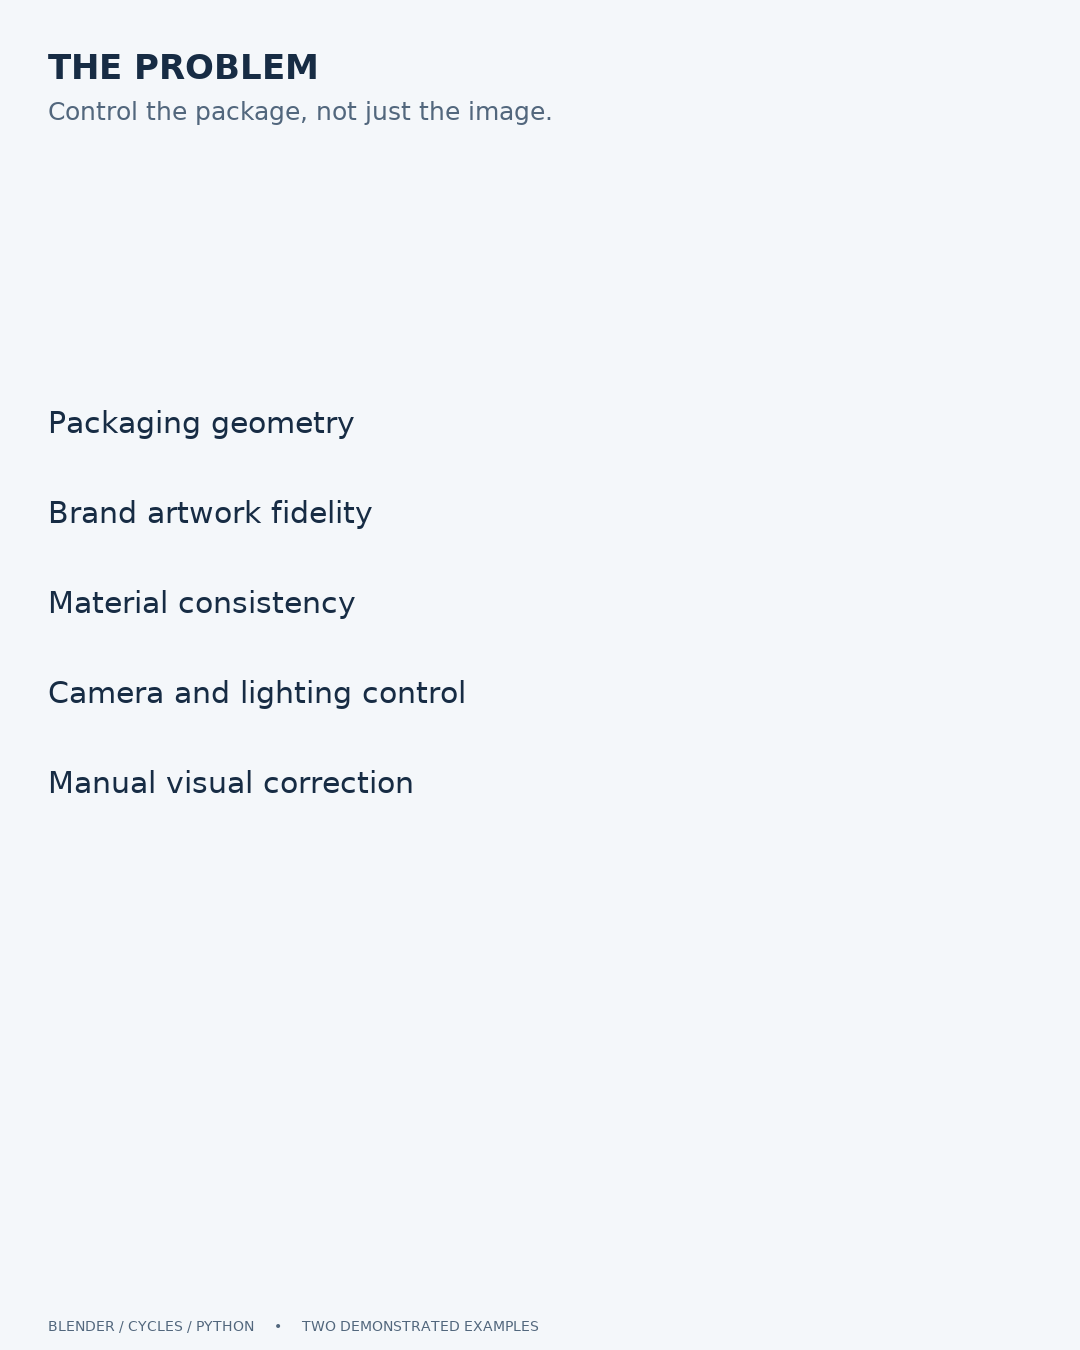 THE PROBLEM
Control the package, not just the image.
Packaging geometry
Brand artwork fidelity
Material consistency
Camera and lighting control
Manual visual correction
BLENDER / CYCLES / PYTHON • TWO DEMONSTRATED EXAMPLES